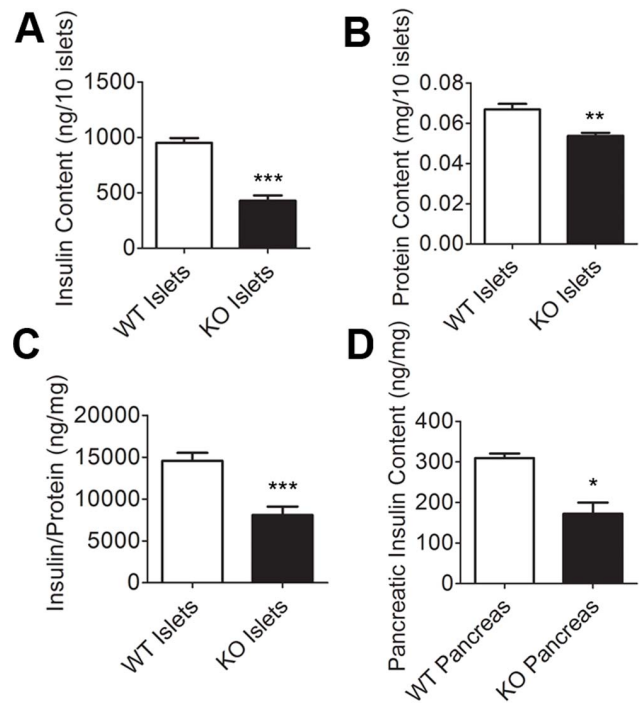 A
Insulin Content (ng/10 islets)
1500
1000
500
0
***
WT Islets
KO Islets
B
Protein Content (mg/10 islets)
0.08
0.06
0.04
0.02
0.00
**
WT Islets
KO Islets
C
Insulin/Protein (ng/mg)
20000
15000
10000
5000
0
***
WT Islets
KO Islets
D
Pancreatic Insulin Content (ng/mg)
400
300
200
100
0
*
WT Pancreas
KO Pancreas